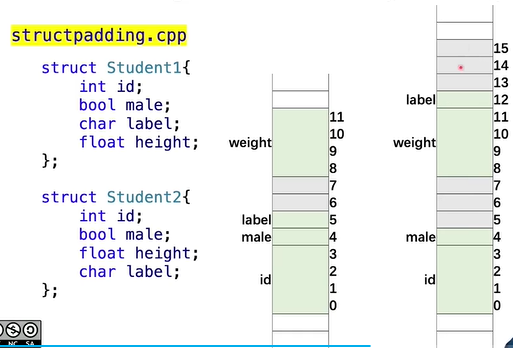 structpadding.cpp
struct Student1{
int id;
bool male;
char label;
float height;
};
struct Student2{
int id;
bool male;
float height;
char label;
};
weight
label
male
id
11
10
9
8
7
6
5
4
3
2
1
0
label
weight
male
id
15
14
13
12
11
10
9
8
7
6
5
4
3
2
1
0
NC SA